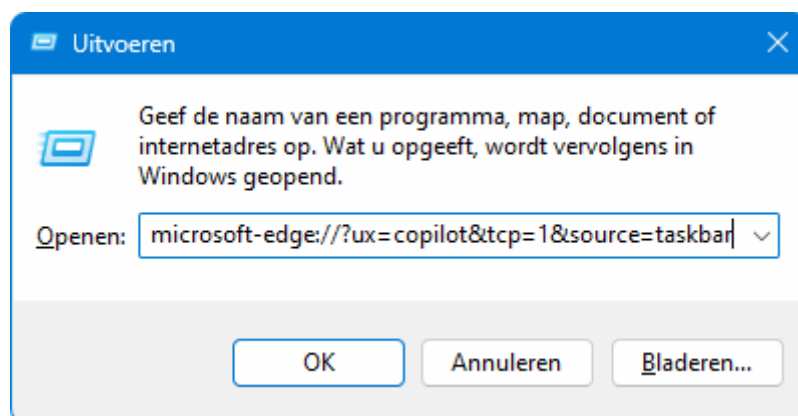 Uitvoeren
Geef de naam van een programma, map, document of
internetadres op. Wat u opgeeft, wordt vervolgens in
Windows geopend.
Openen: microsoft-edge://?ux=copilot&tcp=1&source=taskbar
OK Annuleren Bladeren...